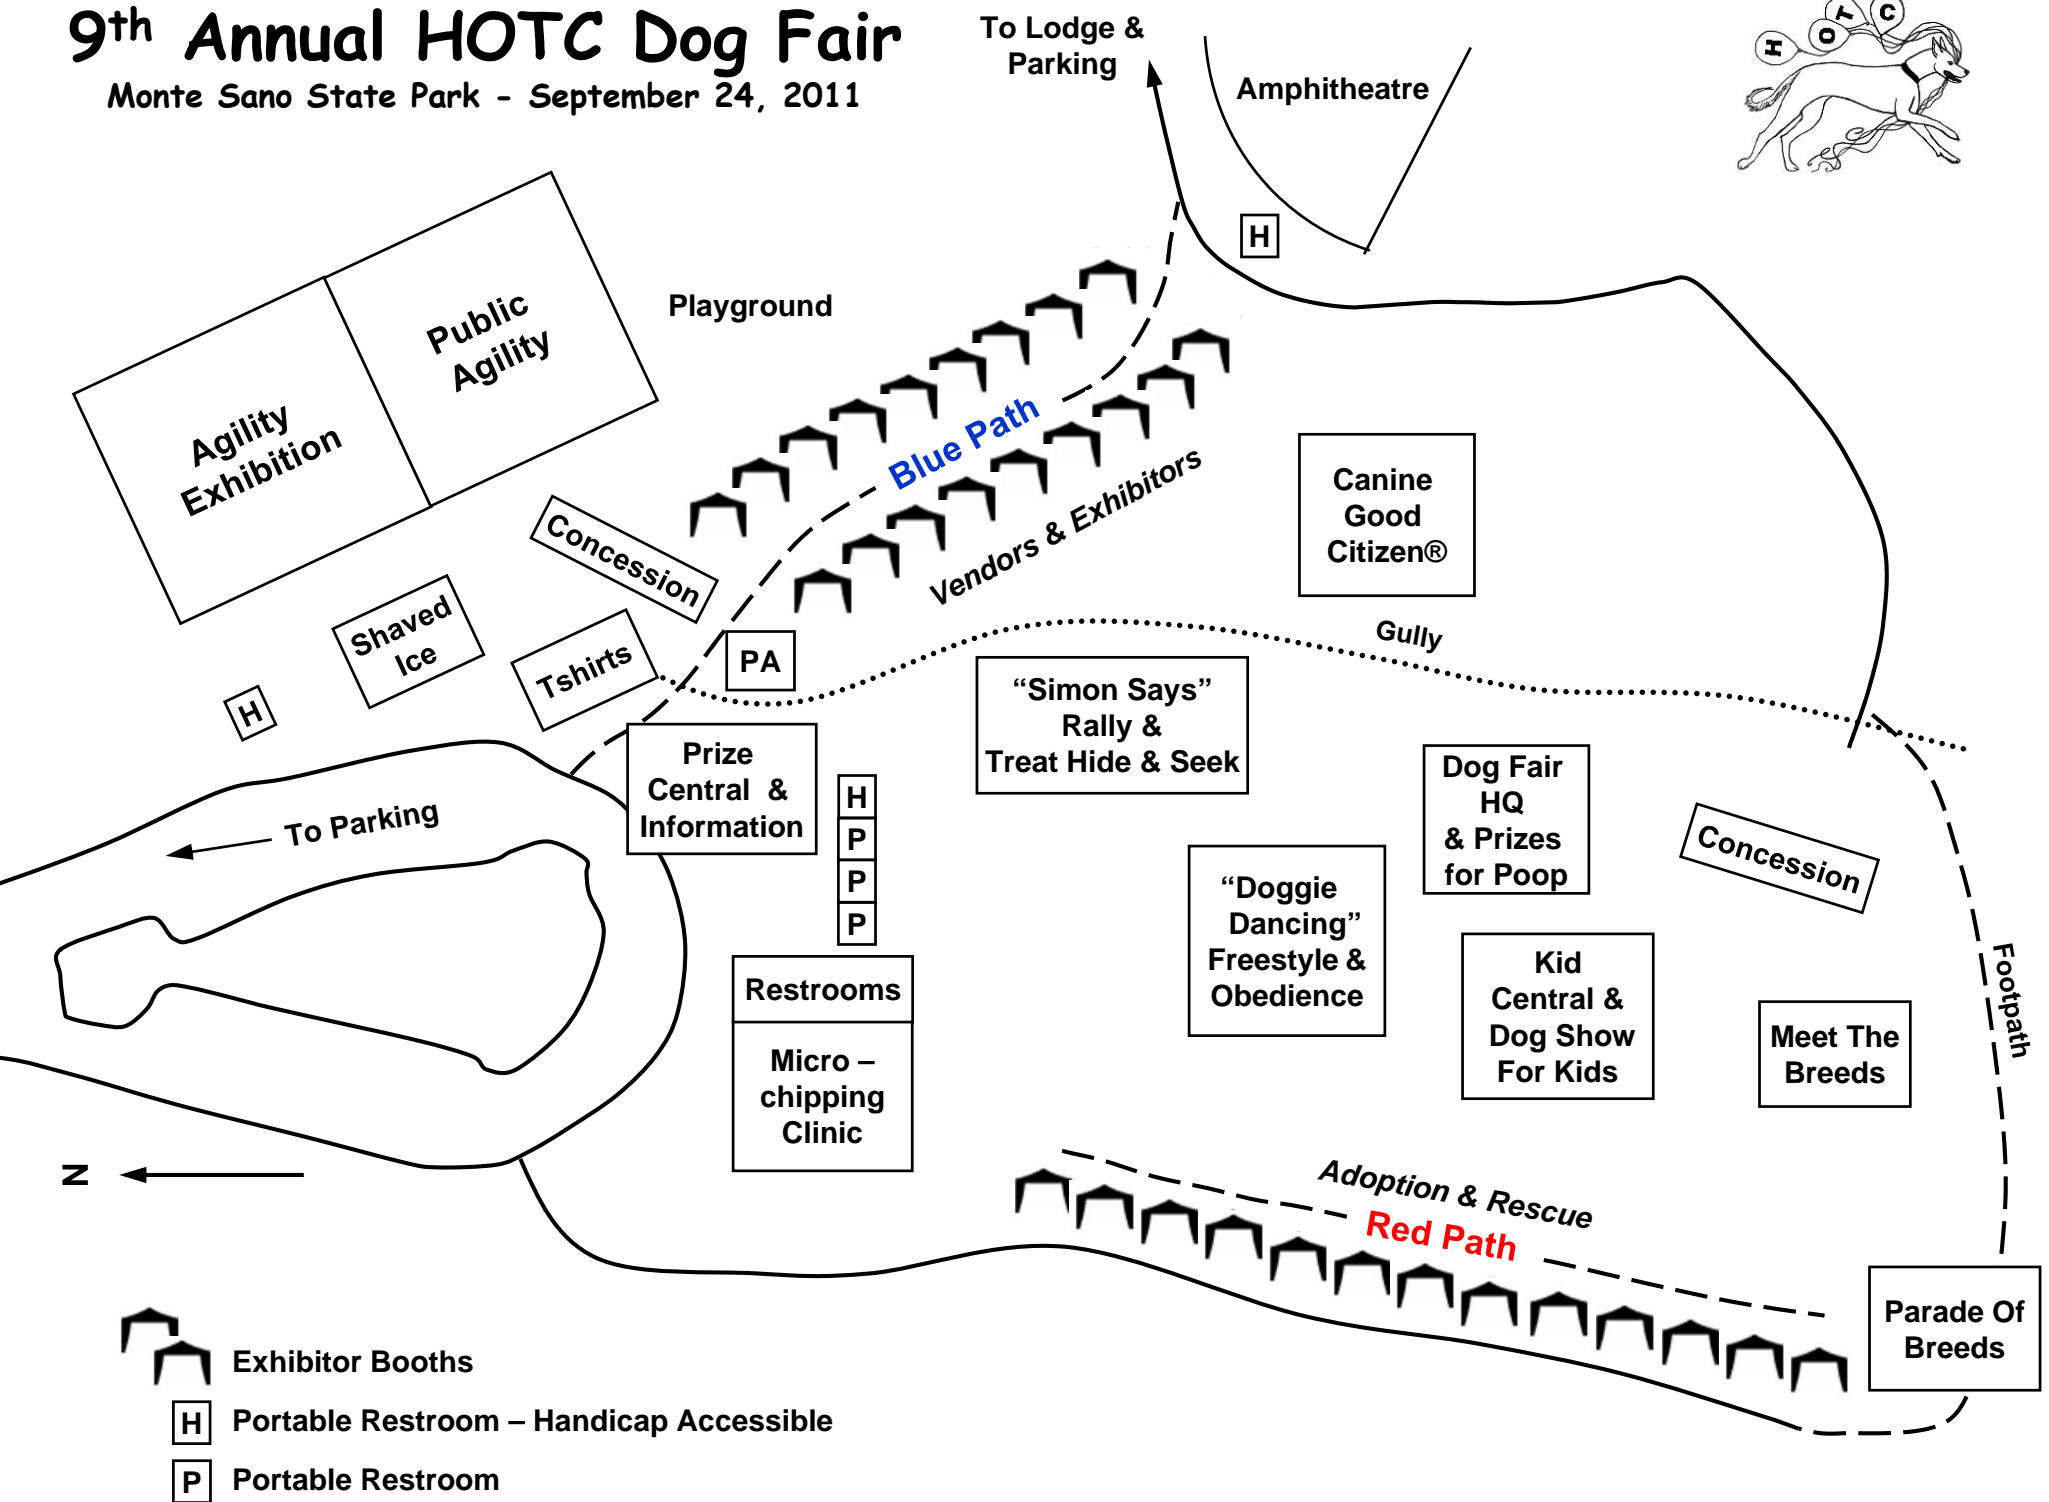 9th Annual HOTC Dog Fair
Monte Sano State Park - September 24, 2011
To Lodge &
Parking
Amphitheatre
H
O
T
C
H
Playground
Public
Agility
Agility
Exhibition
Blue Path
Vendors & Exhibitors
Canine
Good
Citizen®
Concession
Shaved
Ice
Tshirts
PA
Gully
H
"Simon Says"
Rally &
Treat Hide & Seek
Prize
Central &
Information
H
P
P
P
Dog Fair
HQ
& Prizes
for Poop
Concession
To Parking
"Doggie
Dancing"
Freestyle &
Obedience
Kid
Central &
Dog Show
For Kids
Footpath
Restrooms
Micro –
chipping
Clinic
Meet The
Breeds
N
Adoption & Rescue
Red Path
Parade Of
Breeds
Exhibitor Booths
H Portable Restroom – Handicap Accessible
P Portable Restroom